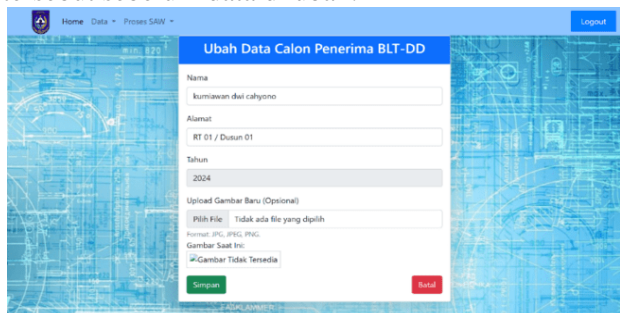 Home Data Proses SAW Logout
Ubah Data Calon Penerima BLT-DD
Nama
kurniawan dwi cahyono
Alamat
RT 01 / Dusun 01
Tahun
2024
Upload Gambar Baru (Opsional)
Pilih File Tidak ada file yang dipilih
Format: JPG, JPEG, PNG.
Gambar Saat Ini:
Gambar Tidak Tersedia
Simpan Batal